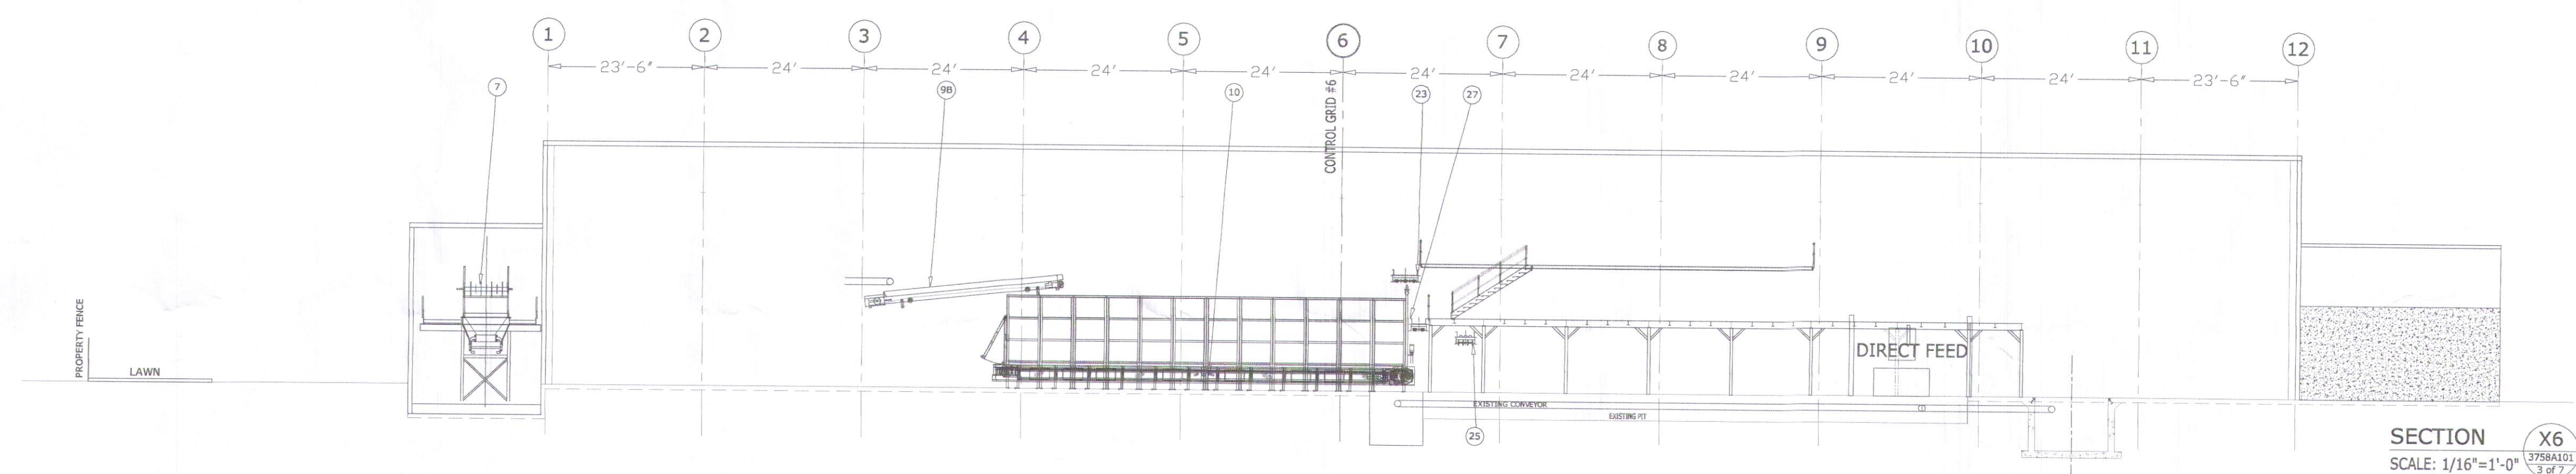 1 2 3 4 5 6 7 8 9 10 11 12
23'-6" 24' 24' 24' 24' 24' 24' 24' 24' 24' 23'-6"
7 9B 10 23 27
CONTROL GRID #6
PROPERTY FENCE
LAWN
DIRECT FEED
EXISTING CONVEYOR
EXISTING PIT
25
SECTION X6
SCALE: 1/16"=1'-0" 3758A101
3 of 7